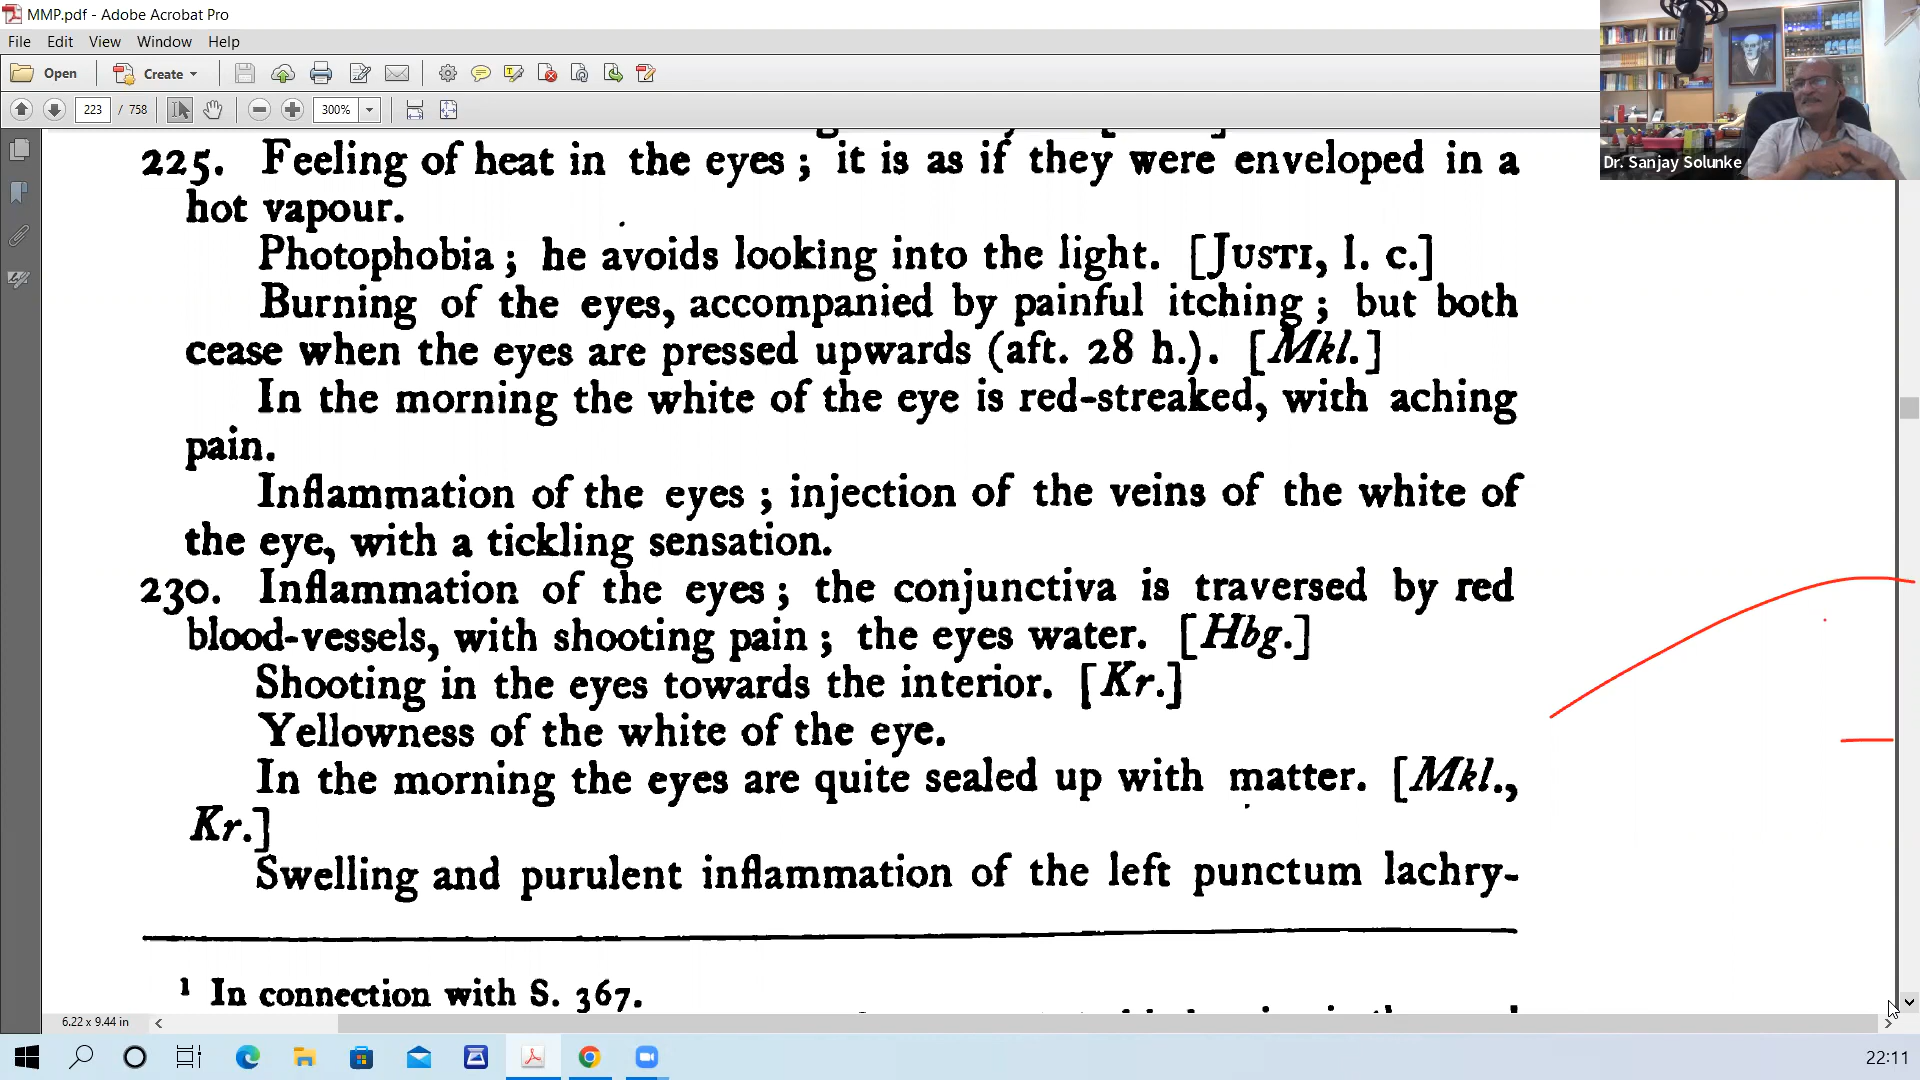 MMP.pdf - Adobe Acrobat Pro
File Edit View Window Help
Open Create
223 / 758 300%
Dr. Sanjay Solunke
225. Feeling of heat in the eyes ; it is as if they were enveloped in a
hot vapour.
Photophobia ; he avoids looking into the light. [JUSTI, l. c.]
Burning of the eyes, accompanied by painful itching ; but both
cease when the eyes are pressed upwards (aft. 28 h.). [Mkl.]
In the morning the white of the eye is red-streaked, with aching
pain.
Inflammation of the eyes ; injection of the veins of the white of
the eye, with a tickling sensation.
230. Inflammation of the eyes ; the conjunctiva is traversed by red
blood-vessels, with shooting pain ; the eyes water. [Hbg.]
Shooting in the eyes towards the interior. [Kr.]
Yellowness of the white of the eye.
In the morning the eyes are quite sealed up with matter. [Mkl.,
Kr.]
Swelling and purulent inflammation of the left punctum lachry-
1 In connection with S. 367.
6.22 x 9.44 in
22:11